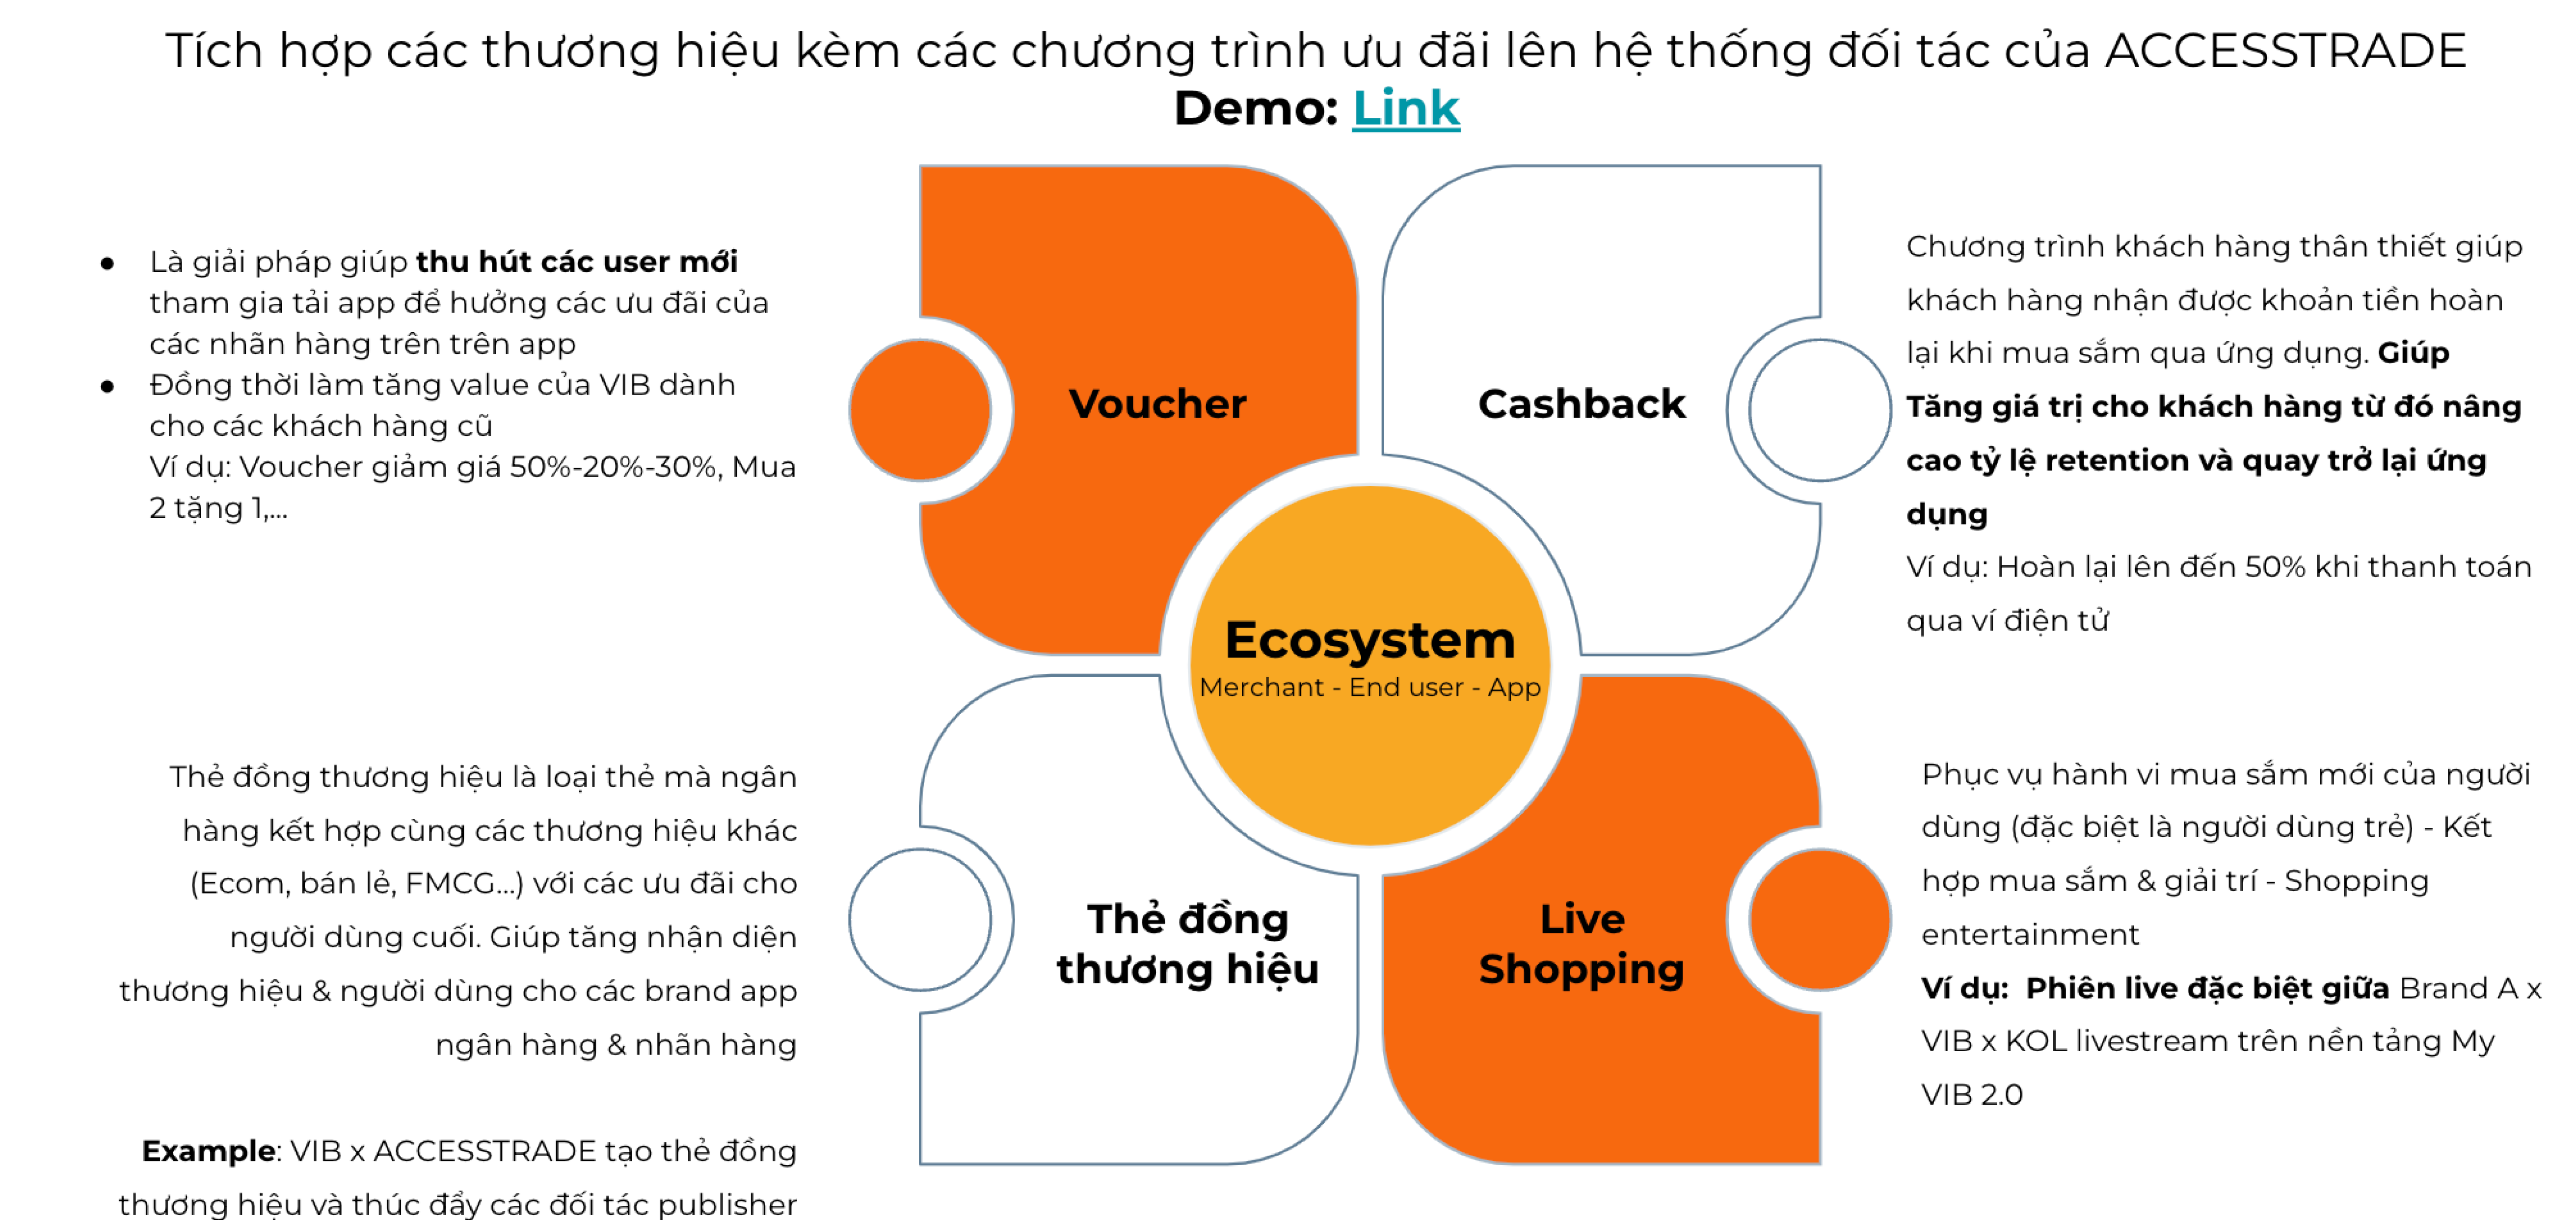 Tích hợp các thương hiệu kèm các chương trình ưu đãi lên hệ thống đối tác của ACCESSTRADE
Demo: Link
● Là giải pháp giúp thu hút các user mới
tham gia tải app để hưởng các ưu đãi của
các nhãn hàng trên trên app
● Đồng thời làm tăng value của VIB dành
cho các khách hàng cũ
Ví dụ: Voucher giảm giá 50%-20%-30%, Mua
2 tặng 1,...
Voucher
Cashback
Chương trình khách hàng thân thiết giúp
khách hàng nhận được khoản tiền hoàn
lại khi mua sắm qua ứng dụng. Giúp
Tăng giá trị cho khách hàng từ đó nâng
cao tỷ lệ retention và quay trở lại ứng
dụng
Ví dụ: Hoàn lại lên đến 50% khi thanh toán
qua ví điện tử
Ecosystem
Merchant - End user - App
Thẻ đồng thương hiệu là loại thẻ mà ngân
hàng kết hợp cùng các thương hiệu khác
(Ecom, bán lẻ, FMCG...) với các ưu đãi cho
người dùng cuối. Giúp tăng nhận diện
thương hiệu & người dùng cho các brand app
ngân hàng & nhãn hàng
Example: VIB x ACCESSTRADE tạo thẻ đồng
thương hiệu và thúc đẩy các đối tác publisher
Thẻ đồng
thương hiệu
Live
Shopping
Phục vụ hành vi mua sắm mới của người
dùng (đặc biệt là người dùng trẻ) - Kết
hợp mua sắm & giải trí - Shopping
entertainment
Ví dụ:  Phiên live đặc biệt giữa Brand A x
VIB x KOL livestream trên nền tảng My
VIB 2.0